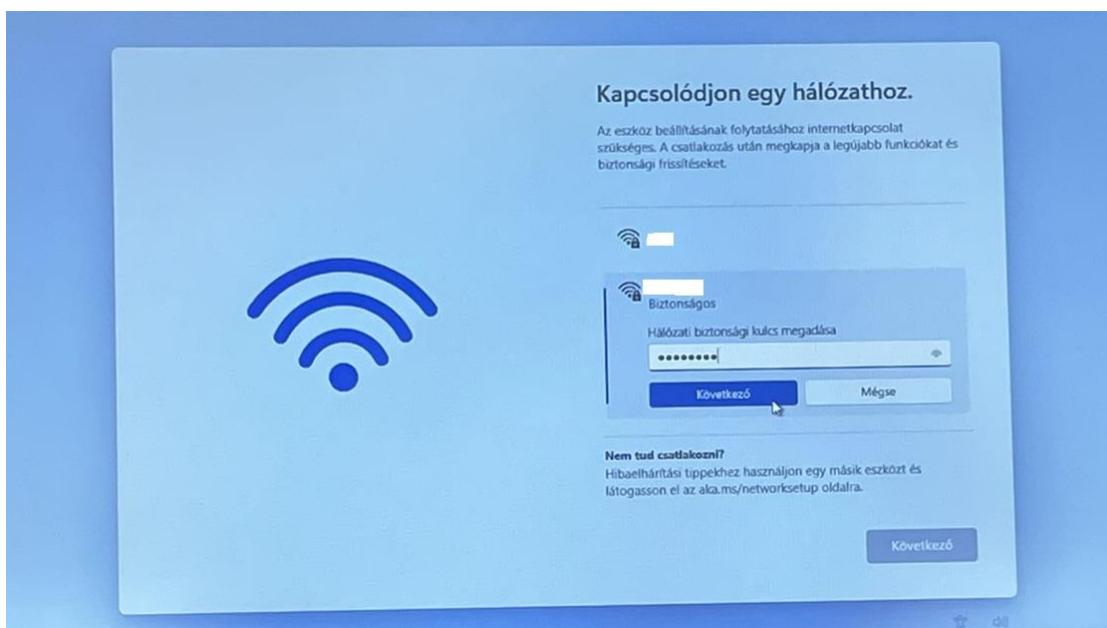 Kapcsolódjon egy hálózathoz.
Az eszköz beállításának folytatásához internetkapcsolat
szükséges. A csatlakozás után megkapja a legújabb funkciókat és
biztonsági frissítéseket.
Biztonságos
Hálózati biztonsági kulcs megadása
Következő
Mégse
Nem tud csatlakozni?
Hibaelhárítási tippekhez használjon egy másik eszközt és
látogasson el az aka.ms/networksetup oldalra.
Következő